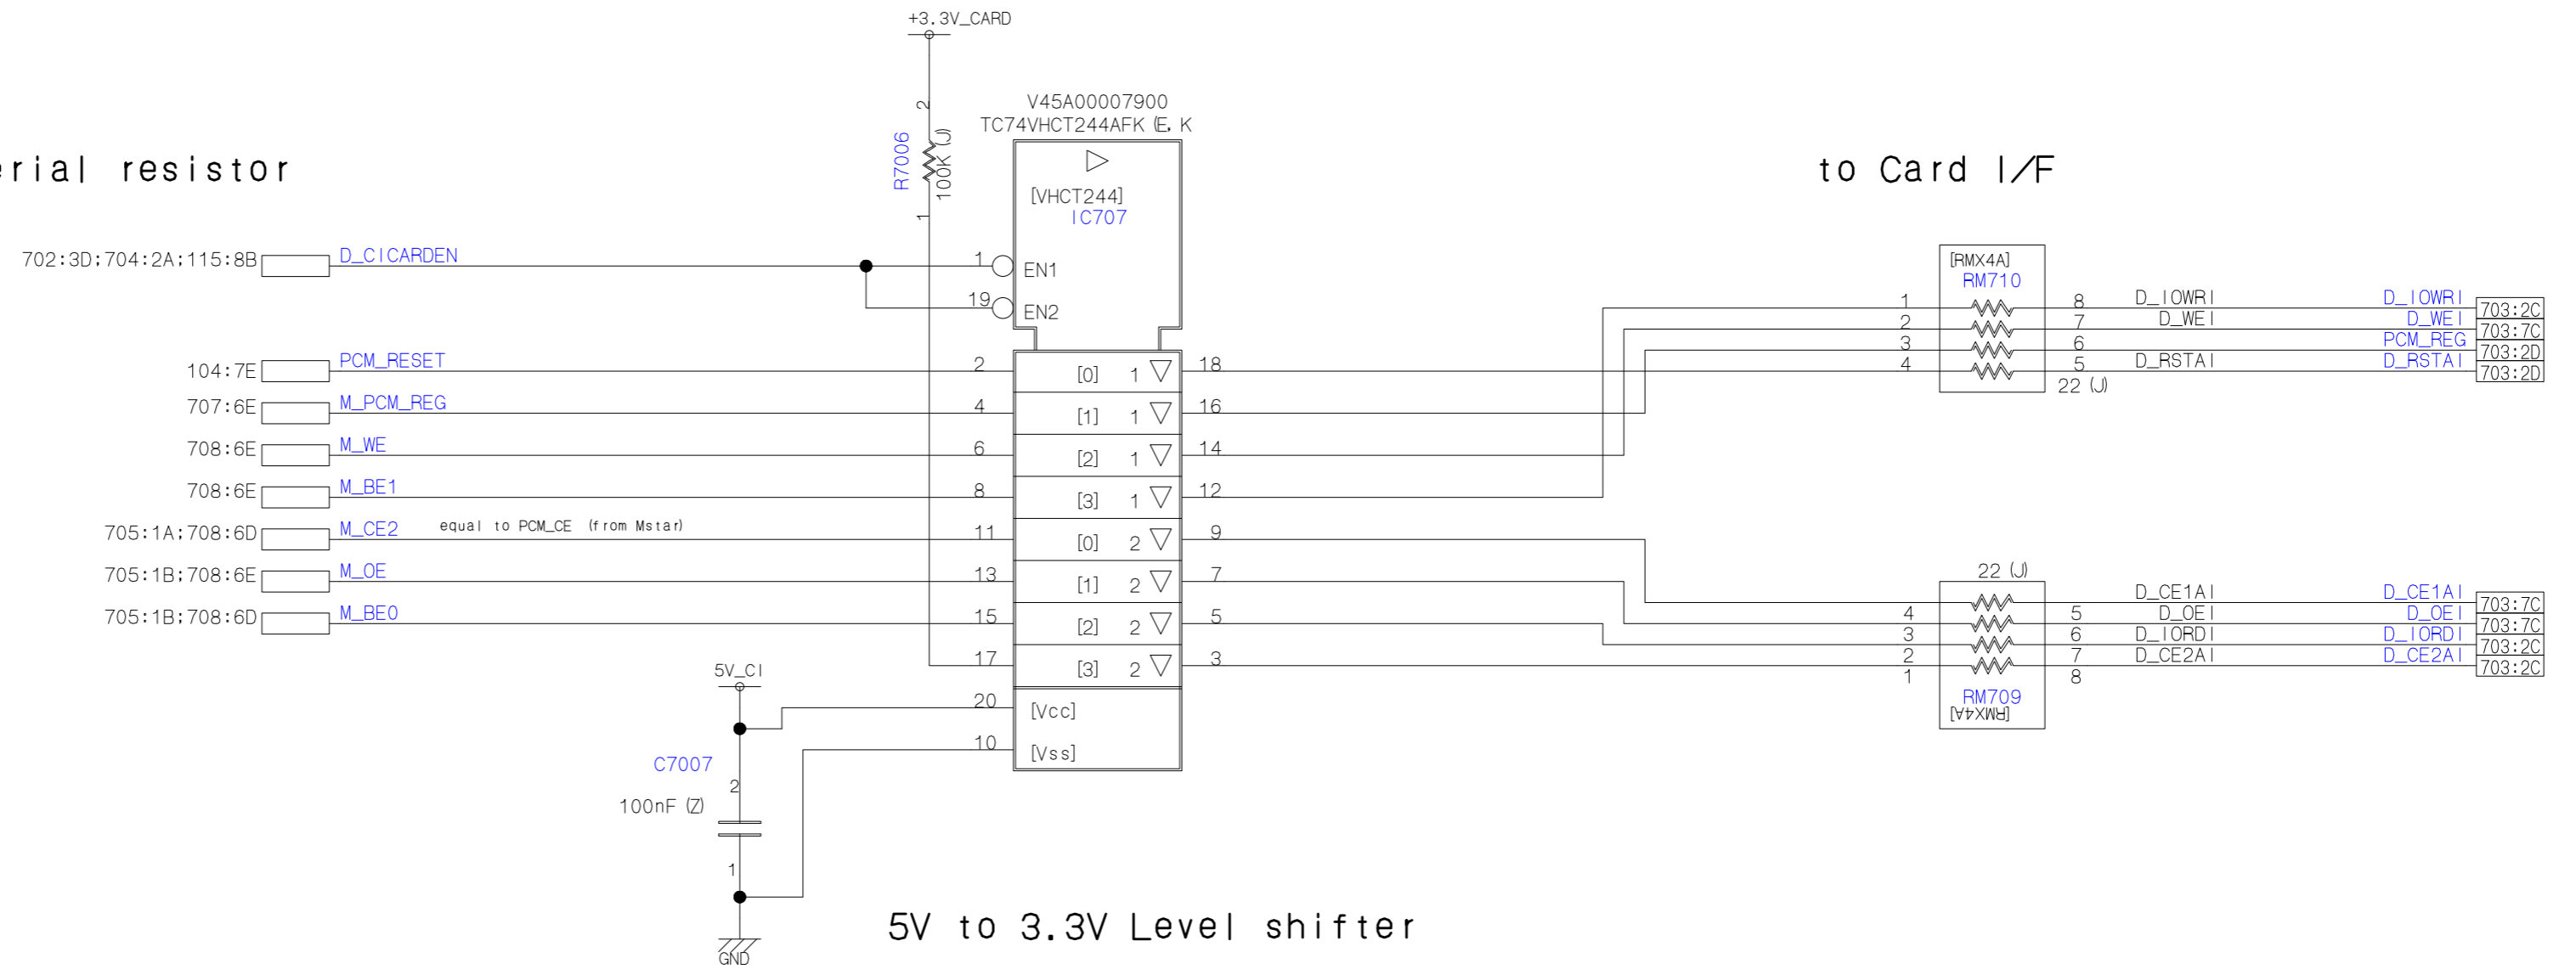 +3.3V_CARD
V45A00007900
TC74VHCT244AFK (E, K
erial resistor
to Card I/F
R7006
100K (J)
2
1
[VHCT244]
IC707
702:3D;704:2A;115:8B D_CICARDEN 1 EN1
19 EN2
104:7E PCM_RESET 2 [0] 1 18
707:6E M_PCM_REG 4 [1] 1 16
708:6E M_WE 6 [2] 1 14
708:6E M_BE1 8 [3] 1 12
705:1A;708:6D M_CE2 equal to PCM_CE (from Mstar) 11 [0] 2 9
705:1B;708:6E M_OE 13 [1] 2 7
705:1B;708:6D M_BE0 15 [2] 2 5
17 [3] 2 3
20 [Vcc]
10 [Vss]
[RMX4A]
RM710
1 8 D_IOWRI D_IOWRI 703:2C
2 7 D_WEI D_WEI 703:7C
3 6 PCM_REG 703:2D
4 5 D_RSTAI D_RSTAI 703:2D
22 (J)
22 (J)
D_CE1AI D_CE1AI 703:7C
4 5 D_OEI D_OEI 703:7C
3 6 D_IORDI D_IORDI 703:2C
2 7 D_CE2AI D_CE2AI 703:2C
1 8
RM709
[RMX4A]
5V_CI
C7007
2
100nF (Z)
1
GND
5V to 3.3V Level shifter